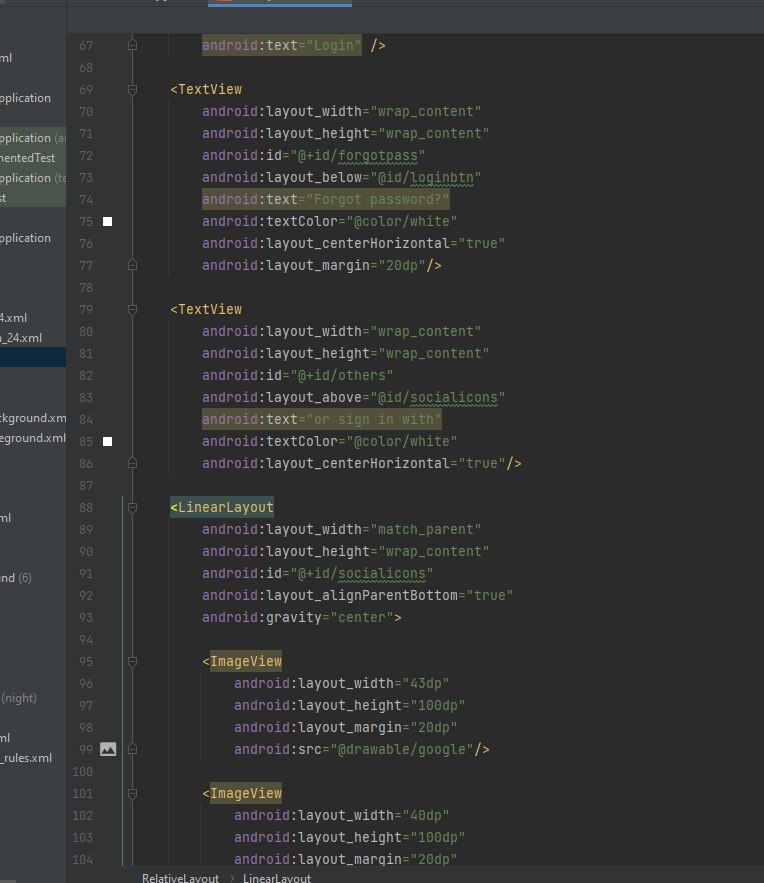 67 android:text="Login" />
ml
68
69 <TextView
pplication
70 android:layout_width="wrap_content"
71 android:layout_height="wrap_content"
pplication (a
72 android:id="@+id/forgotpass"
mentedTest
73 android:layout_below="@id/loginbtn"
pplication (te
74 android:text="Forgot password?"
st
75 android:textColor="@color/white"
pplication
76 android:layout_centerHorizontal="true"
77 android:layout_margin="20dp"/>
78
79 <TextView
4.xml
80 android:layout_width="wrap_content"
_24.xml
81 android:layout_height="wrap_content"
82 android:id="@+id/others"
83 android:layout_above="@id/socialicons"
ckground.xm
84 android:text="or sign in with"
eground.xml
85 android:textColor="@color/white"
86 android:layout_centerHorizontal="true"/>
87
88 <LinearLayout
ml
89 android:layout_width="match_parent"
90 android:layout_height="wrap_content"
91 android:id="@+id/socialicons"
nd (6)
92 android:layout_alignParentBottom="true"
93 android:gravity="center">
94
95 <ImageView
96 android:layout_width="43dp"
(night)
97 android:layout_height="100dp"
98 android:layout_margin="20dp"
ml
99 android:src="@drawable/google"/>
_rules.xml
100
101 <ImageView
102 android:layout_width="40dp"
103 android:layout_height="100dp"
104 android:layout_margin="20dp"
RelativeLayout > LinearLayout